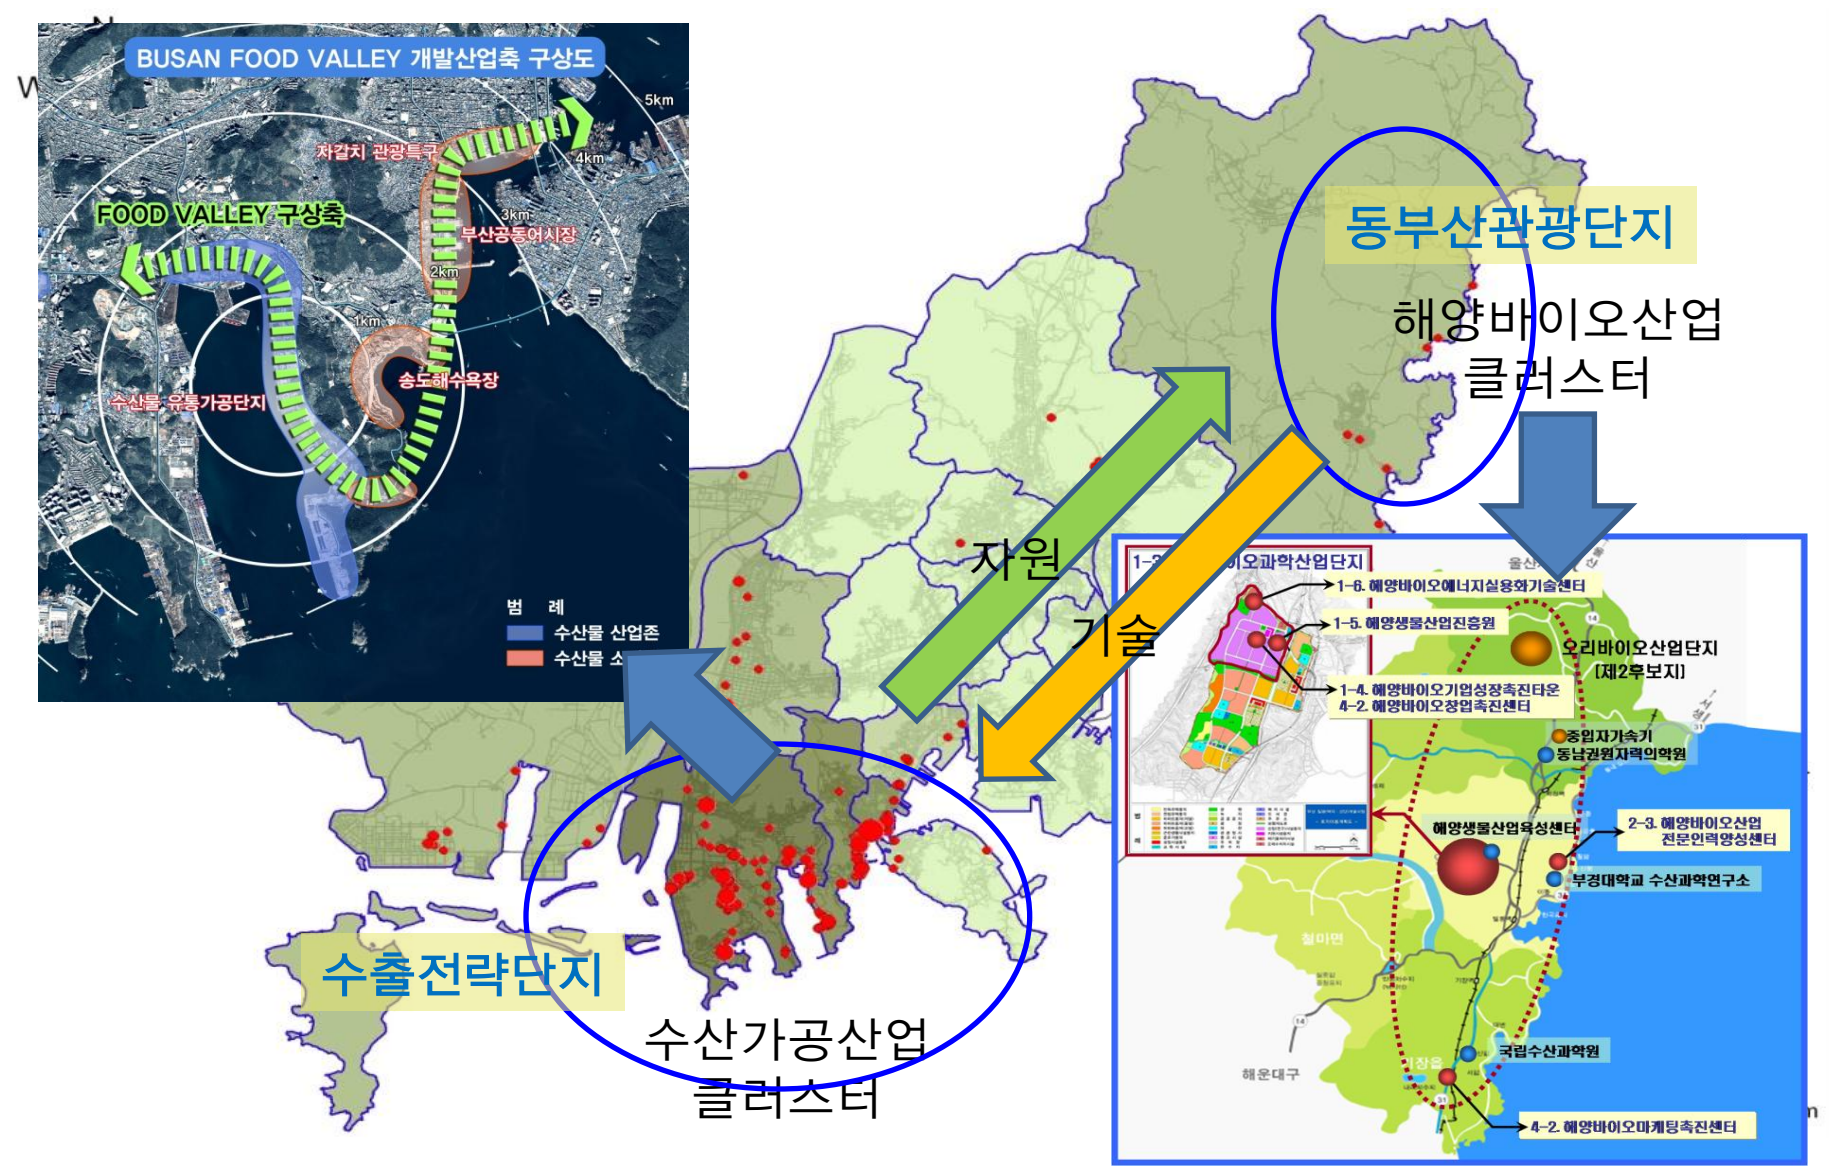 N
W
BUSAN FOOD VALLEY 개발산업축 구상도
5km
자갈치 관광특구
4km
FOOD VALLEY 구상축
3km
부산공동어시장
2km
1km
송도해수욕장
수산물 유통가공단지
범 례
수산물 산업존
수산물 소
동부산관광단지
해양바이오산업
클러스터
자원
기술
수출전략단지
수산가공산업
클러스터
이오과학산업단지
1-6. 해양바이오에너지실용화기술센터
1-5. 해양생물산업진흥원
1-4. 해양바이오기업성장촉진타운
4-2. 해양바이오창업촉진센터
14
오리바이오산업단지
[제2후보지]
31
중입자가속기
동남권원자력의학원
해양생물산업육성센터
2-3. 해양바이오산업
전문인력양성센터
부경대학교 수산과학연구소
철마면
14
국립수산과학원
해운대구
31
4-2. 해양바이오마케팅촉진센터